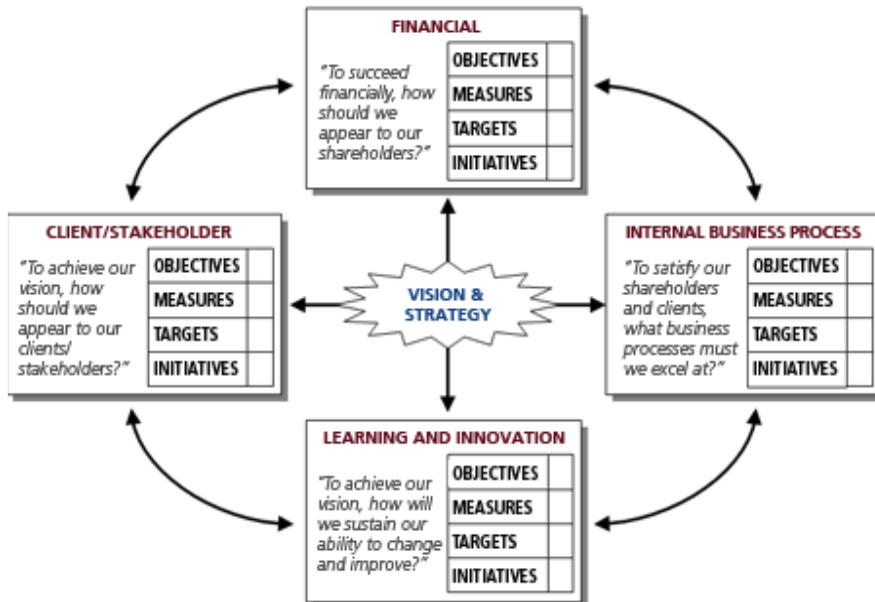 FINANCIAL
"To succeed
financially, how
should we
appear to our
shareholders?"
OBJECTIVES
MEASURES
TARGETS
INITIATIVES
CLIENT/STAKEHOLDER
"To achieve our
vision, how
should we
appear to our
clients/
stakeholders?"
OBJECTIVES
MEASURES
TARGETS
INITIATIVES
VISION &
STRATEGY
INTERNAL BUSINESS PROCESS
"To satisfy our
shareholders
and clients,
what business
processes must
we excel at?"
OBJECTIVES
MEASURES
TARGETS
INITIATIVES
LEARNING AND INNOVATION
"To achieve our
vision, how will
we sustain our
ability to change
and improve?"
OBJECTIVES
MEASURES
TARGETS
INITIATIVES